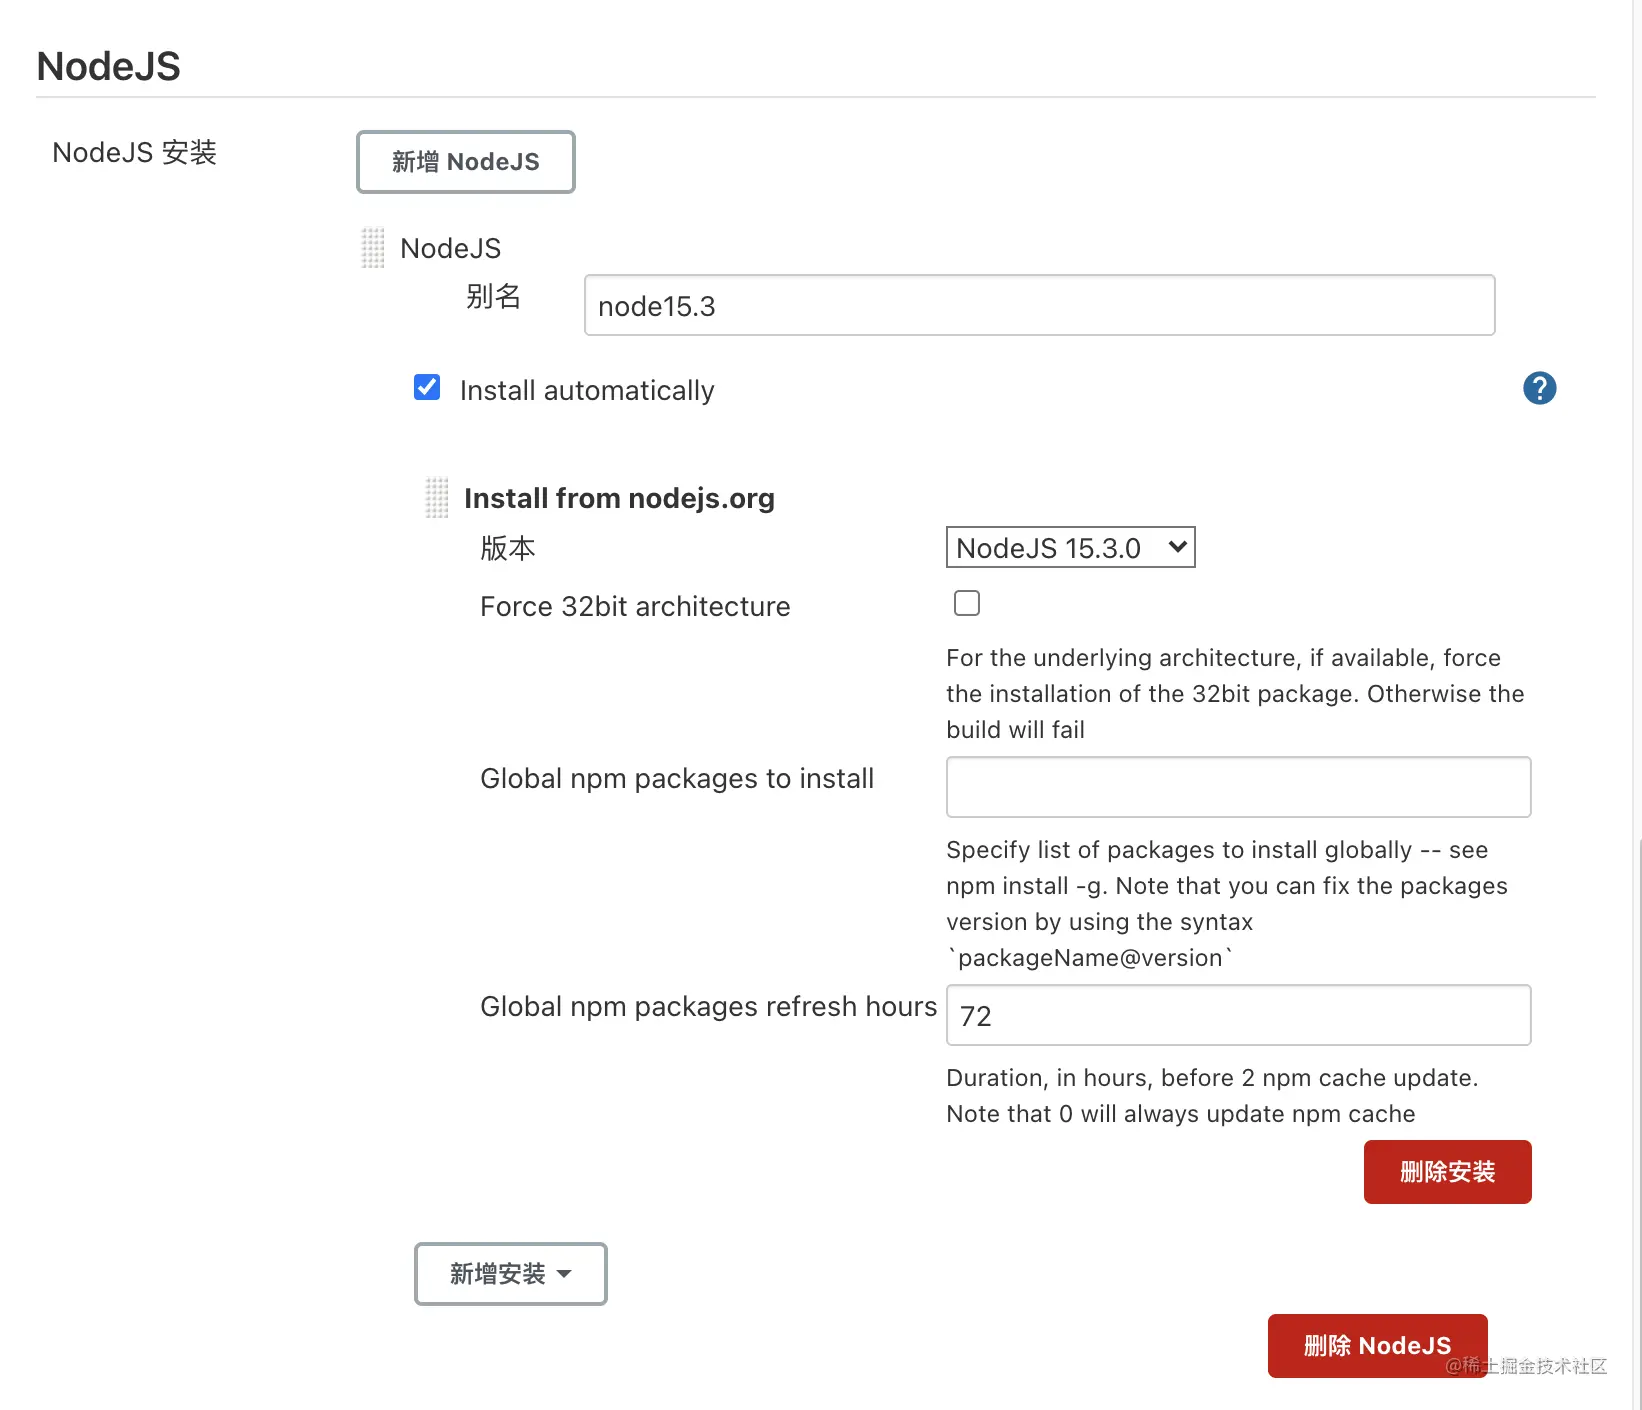 NodeJS
NodeJS 安装
新增 NodeJS
NodeJS
别名
node15.3
Install automatically
?
Install from nodejs.org
版本
NodeJS 15.3.0
Force 32bit architecture
For the underlying architecture, if available, force
the installation of the 32bit package. Otherwise the
build will fail
Global npm packages to install
Specify list of packages to install globally -- see
npm install -g. Note that you can fix the packages
version by using the syntax
`packageName@version`
Global npm packages refresh hours
72
Duration, in hours, before 2 npm cache update.
Note that 0 will always update npm cache
删除安装
新增安装
删除 NodeJS
@稀土掘金技术社区